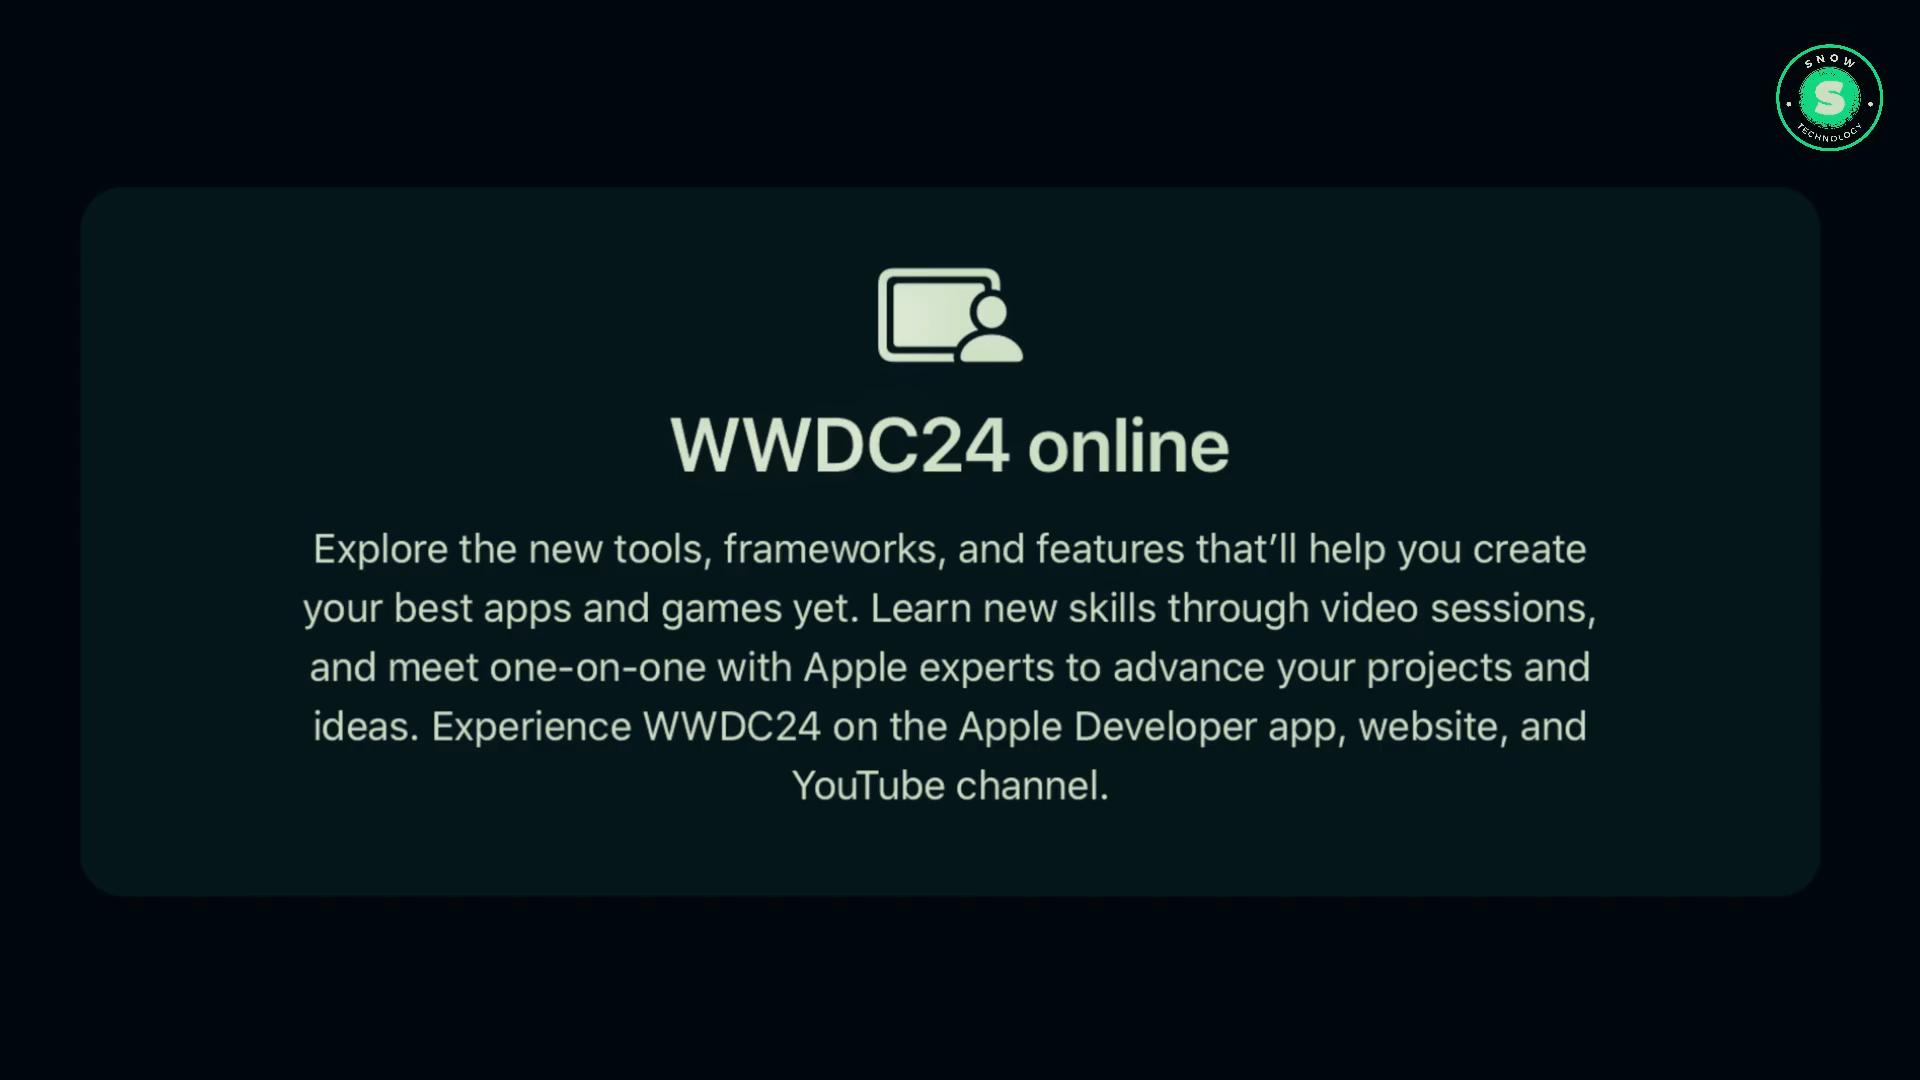 SNOW
S
TECHNOLOGY
WWDC24 online
Explore the new tools, frameworks, and features that’ll help you create
your best apps and games yet. Learn new skills through video sessions,
and meet one-on-one with Apple experts to advance your projects and
ideas. Experience WWDC24 on the Apple Developer app, website, and
YouTube channel.